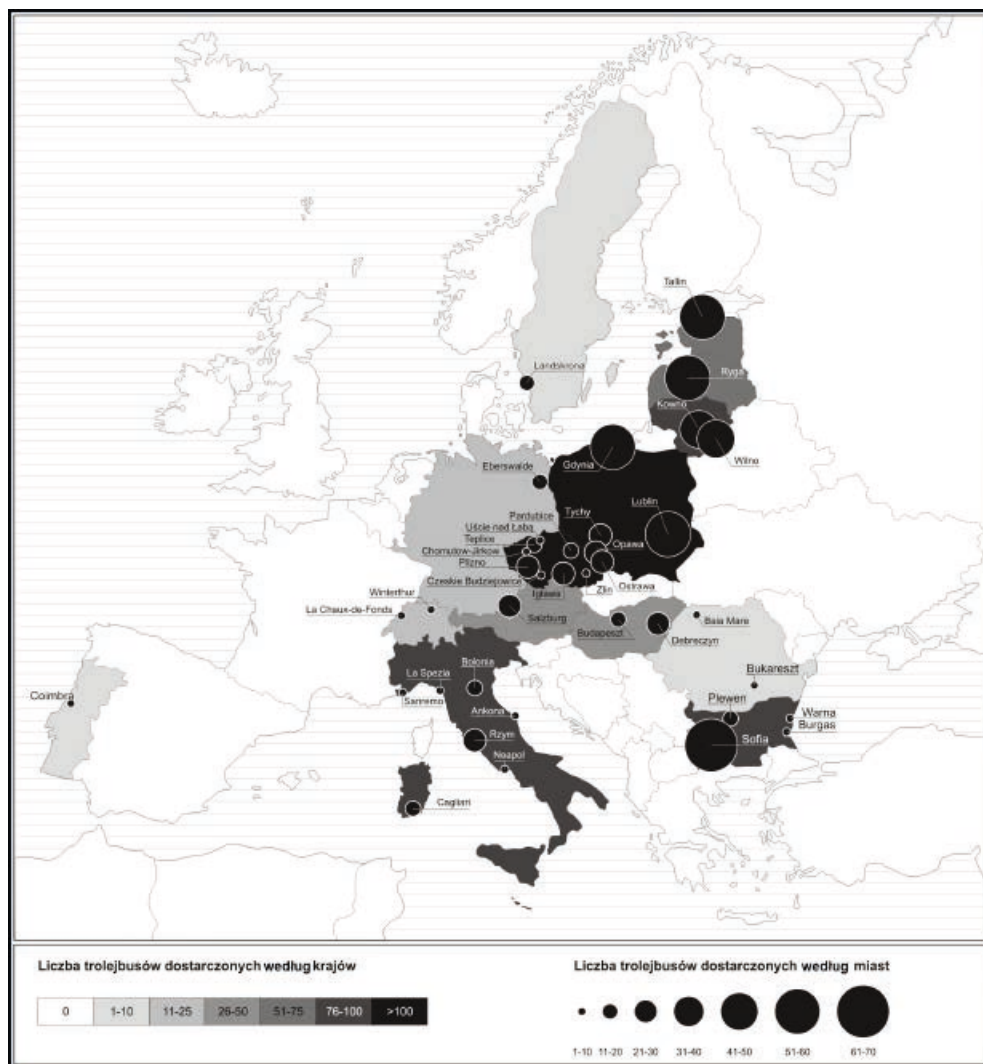 Tallin
Ryga
Landskrona
Kowno
Wilno
Gdynia
Eberswalde
Lublin
Pardubice
Tychy
Uście nad Łabą
Teplice
Opawa
Chomutow-Jirkow
Pilzno
Ostrawa
Czeskie Budziejowice
Zlin
Igława
Winterthur
La Chaux-de-Fonds
Salzburg
Baia Mare
Budapeszt
Debreczyn
Bolonia
La Spezia
Bukareszt
Coimbra
Sanremo
Plewen
Ankona
Warna
Burgas
Rzym
Sofia
Neapol
Cagliari
Liczba trolejbusów dostarczonych według krajów
0 1-10 11-25 26-50 51-75 76-100 >100
Liczba trolejbusów dostarczonych według miast
1-10 11-20 21-30 31-40 41-50 51-60 61-70